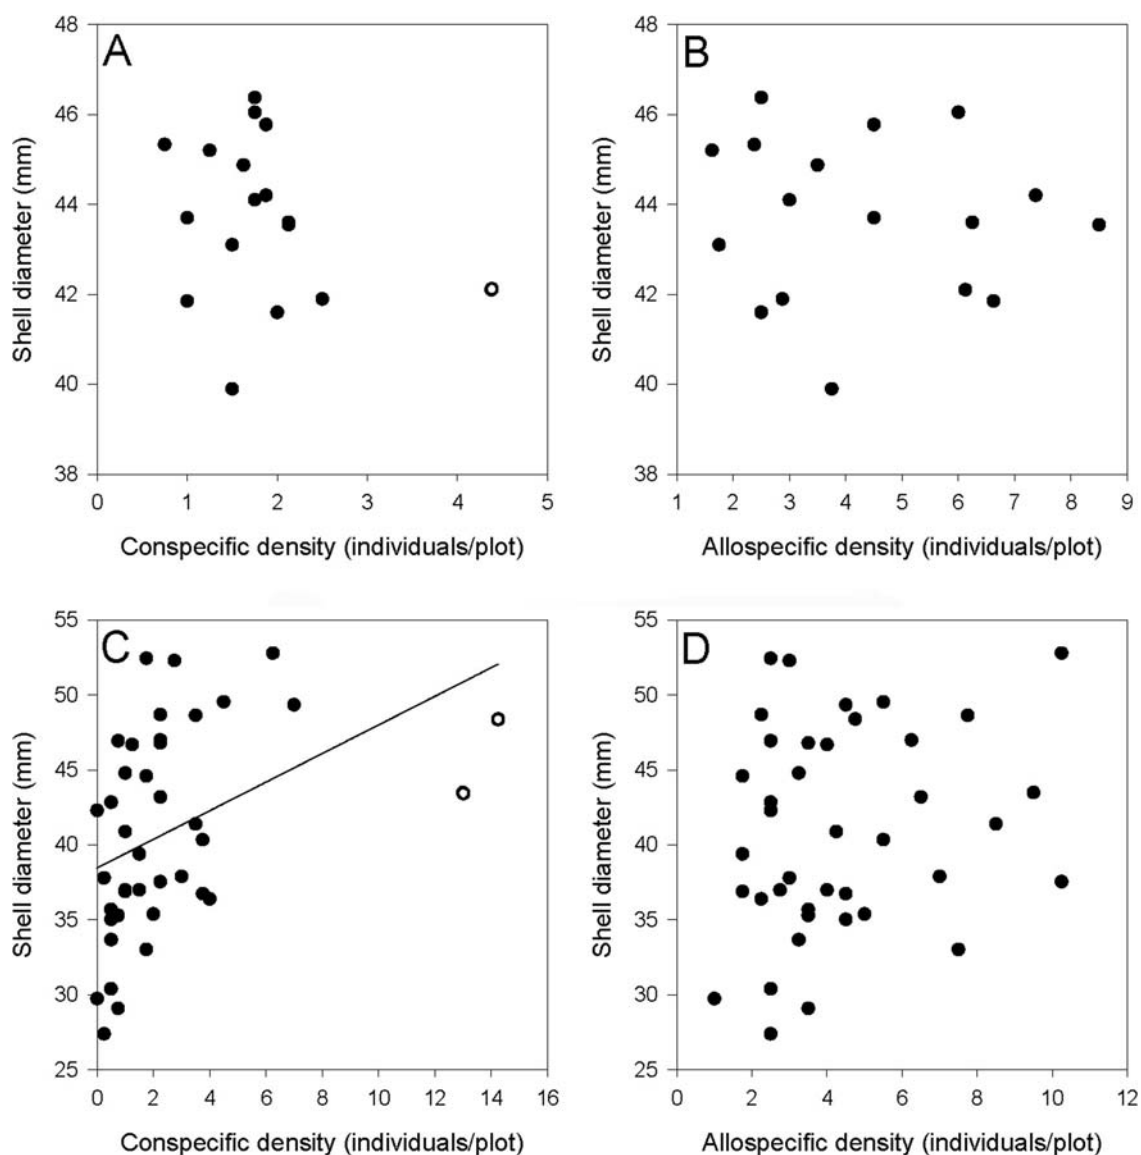 A
48
46
44
42
40
38
Shell diameter (mm)
0 1 2 3 4 5
Conspecific density (individuals/plot)
B
48
46
44
42
40
38
Shell diameter (mm)
1 2 3 4 5 6 7 8 9
Allospecific density (individuals/plot)
C
55
50
45
40
35
30
25
Shell diameter (mm)
0 2 4 6 8 10 12 14 16
Conspecific density (individuals/plot)
D
55
50
45
40
35
30
25
Shell diameter (mm)
0 2 4 6 8 10 12
Allospecific density (individuals/plot)